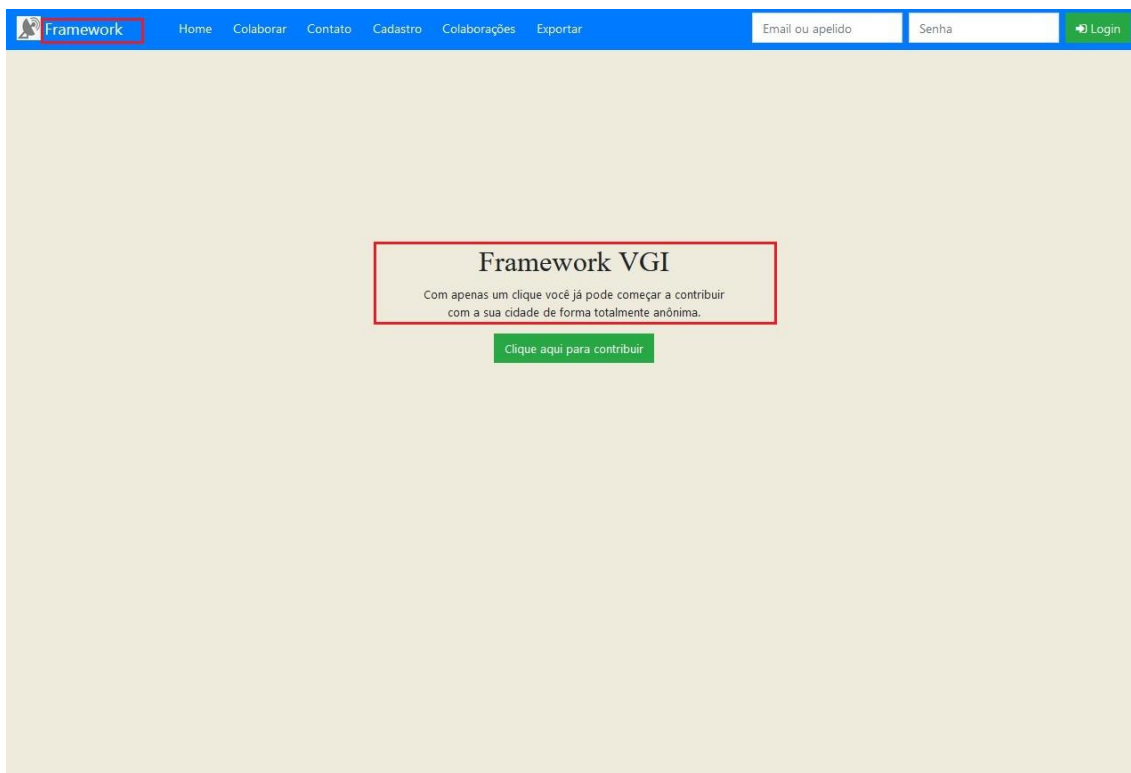 Framework Home Colaborar Contato Cadastro Colaborações Exportar Email ou apelido Senha Login
Framework VGI
Com apenas um clique você já pode começar a contribuir
com a sua cidade de forma totalmente anônima.
Clique aqui para contribuir